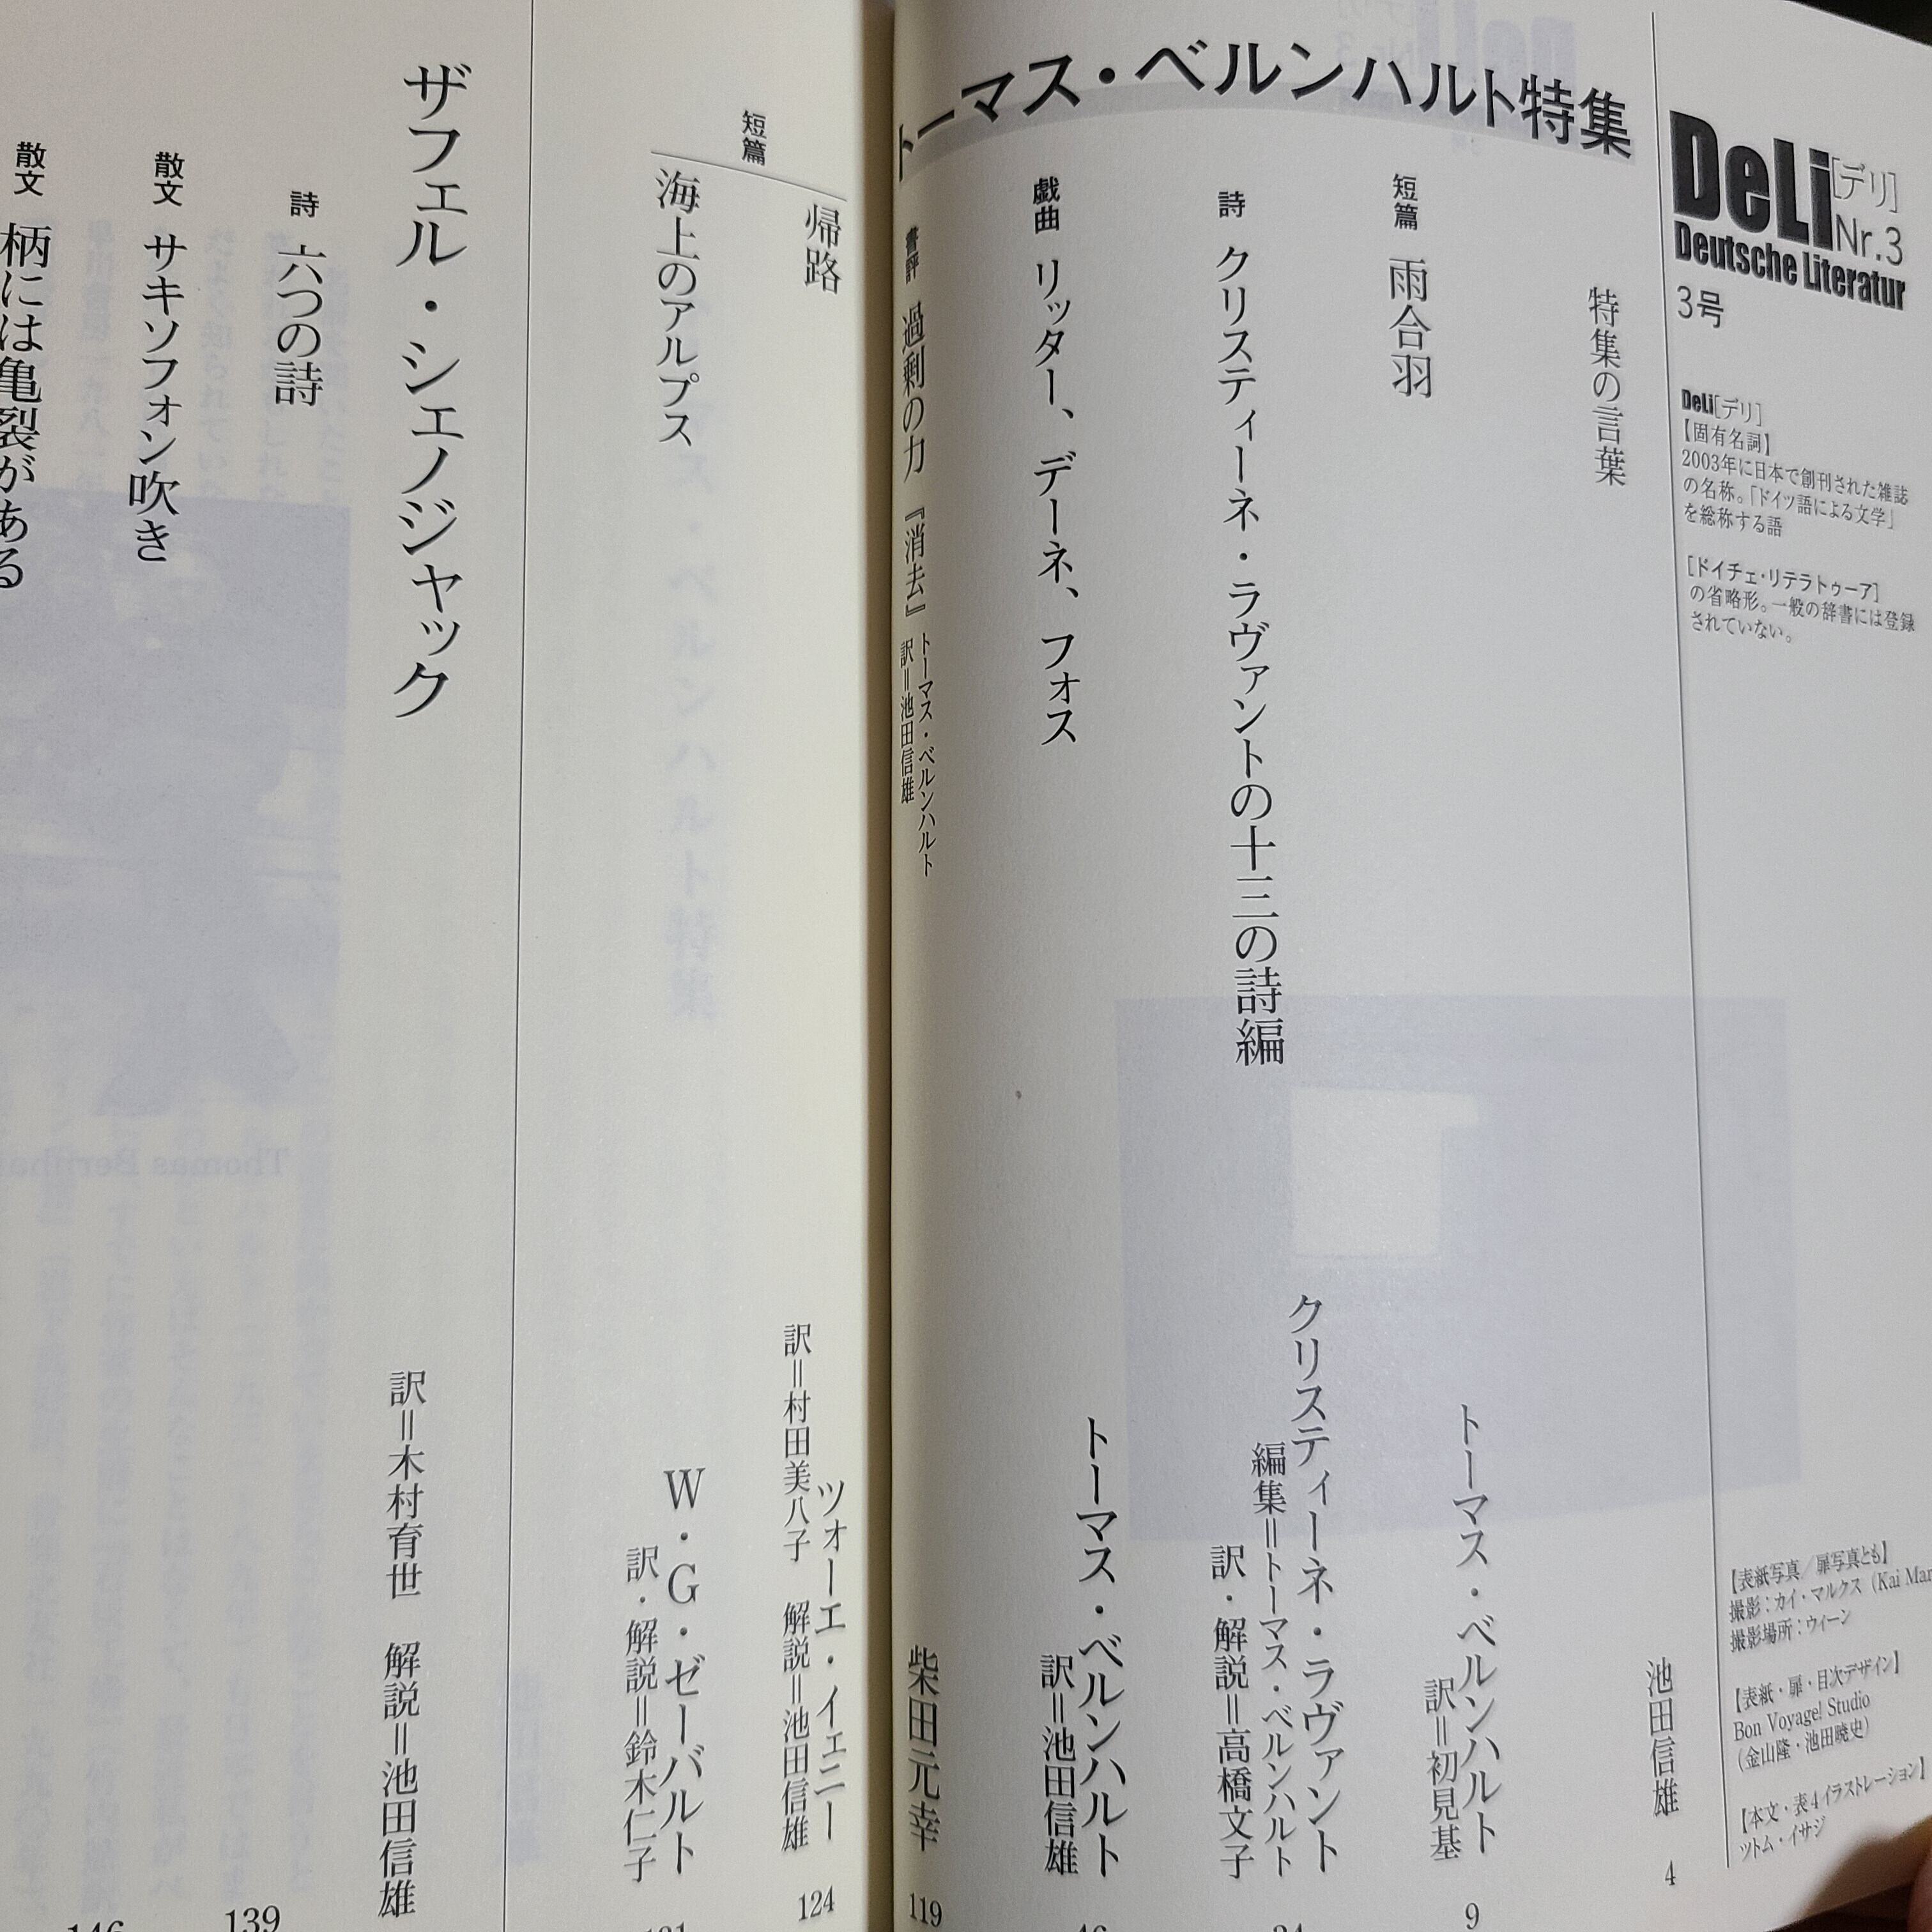 DeLi[デリ]
Nr.3
Deutsche Literatur
3号
DeLi[デリ]
【固有名詞】
2003年に日本で創刊された雑誌
の名称。「ドイツ語による文学」
を総称する語
[ドイチェ・リテラトゥーア]
の省略形。一般の辞書には登録
されていない。
【表紙写真／扉写真とも】
撮影：カイ・マルクス（Kai Mar
撮影場所：ウィーン
【表紙・扉・目次デザイン】
Bon Voyage! Studio
（金山隆・池田暁史）
【本文・表4イラストレーション】
ツトム・イサジ
トーマス・ベルンハルト特集
特集の言葉
池田信雄
4
短篇
雨合羽
トーマス・ベルンハルト
訳＝初見基
9
詩
クリスティーネ・ラヴァントの十三の詩編
クリスティーネ・ラヴァント
編集＝トーマス・ベルンハルト
訳・解説＝高橋文子
戯曲
リッター、デーネ、フォス
トーマス・ベルンハルト
訳＝池田信雄
書評
過剰の力
『消去』
トーマス・ベルンハルト
訳＝池田信雄
柴田元幸
119
短篇
帰路
ツォーエ・イェニー
訳＝村田美八子　解説＝池田信雄
124
海上のアルプス
W・G・ゼーバルト
訳・解説＝鈴木仁子
ザフェル・シェノジャック
訳＝木村育世　解説＝池田信雄
詩
六つの詩
139
散文
サキソフォン吹き
146
散文
柄には亀裂がある